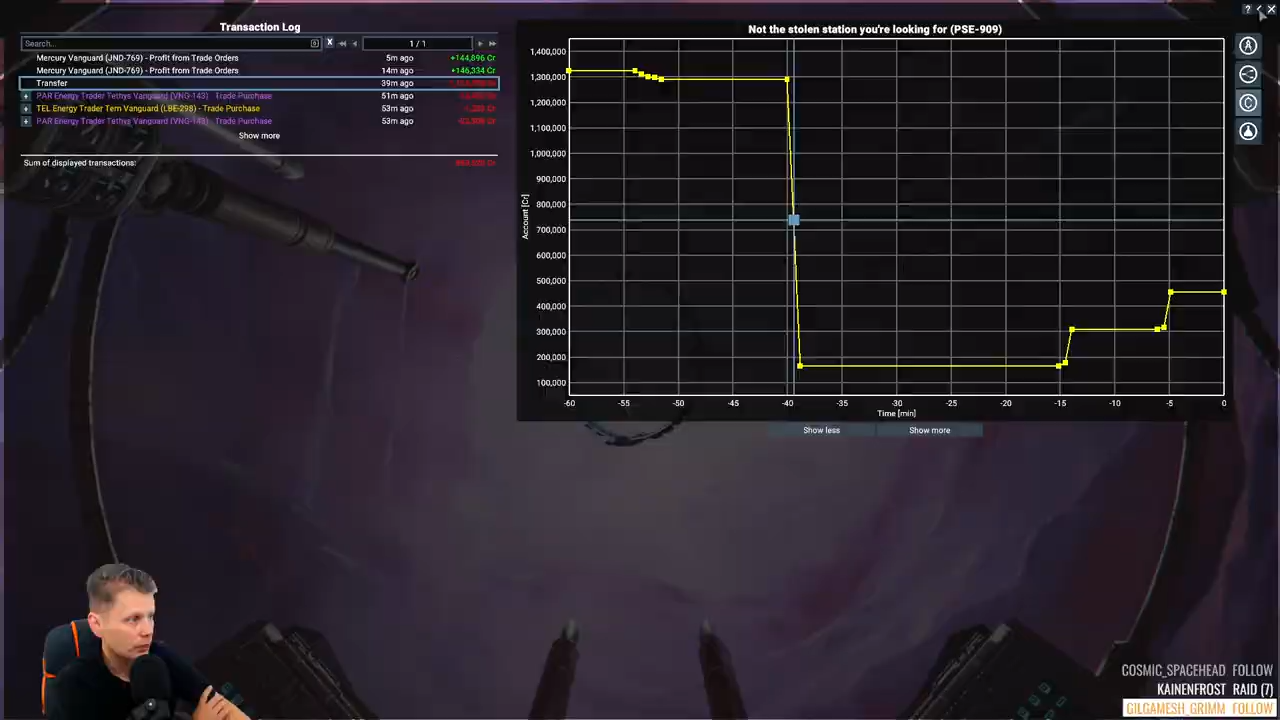 Transaction Log
Search...
1 / 1
Mercury Vanguard (JND-769) - Profit from Trade Orders 5m ago +144,696 Cr
Mercury Vanguard (JND-769) - Profit from Trade Orders 14m ago +146,334 Cr
Transfer 39m ago
PAR Energy Trader Tethys Vanguard (VNG-143) Trade Purchase 51m ago
TEL Energy Trader Tern Vanguard (LBE-298) - Trade Purchase 53m ago
PAR Energy Trader Tethys Vanguard (VNG-143) Trade Purchase 53m ago
Show more
Sum of displayed transactions:
Not the stolen station you're looking for (PSE-909)
1,400,000
1,300,000
1,200,000
1,100,000
1,000,000
900,000
800,000
700,000
600,000
500,000
400,000
300,000
200,000
100,000
Account [Cr]
-60 -55 -50 -45 -40 -35 -30 -25 -20 -15 -10 -5 0
Time [min]
Show less Show more
COSMIC_SPACEHEAD FOLLOW
KAINENFROST RAID (7)
GILGAMESH_GRIMM FOLLOW